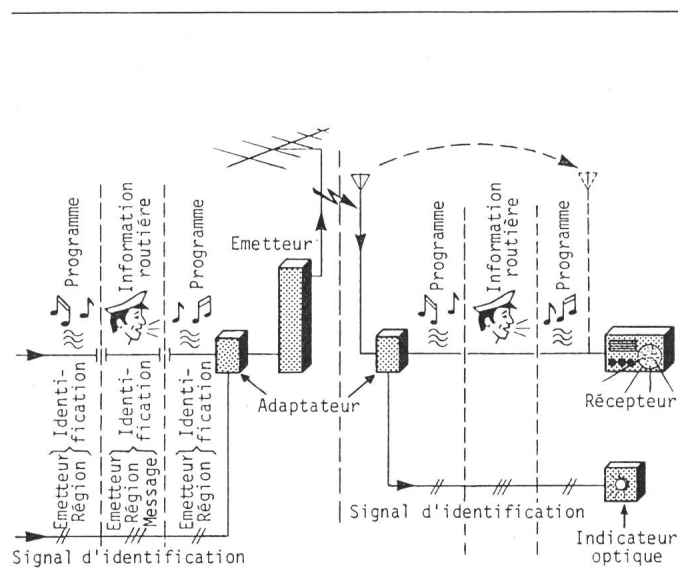 Programme
Information
routière
Programme
Emetteur
Programme
Information
routière
Programme
Adaptateur
Récepteur
Identi-
fication
Emetteur
Région
Identi-
fication
Emetteur
Région
Message
Identi-
fication
Emetteur
Région
Signal d'identification
Signal d'identification
Indicateur
optique